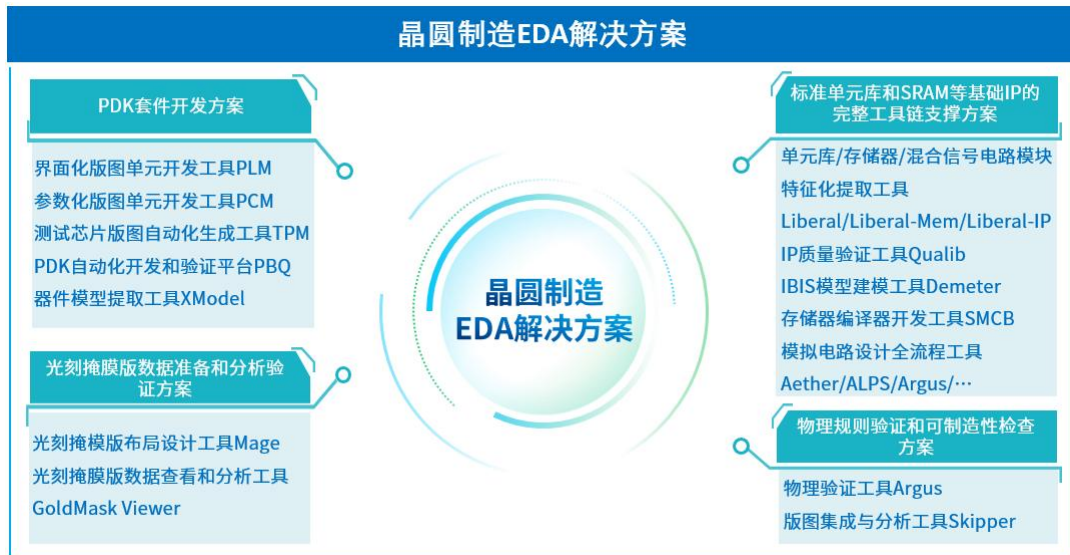 晶圆制造EDA解决方案
PDK套件开发方案
界面化版图单元开发工具PLM
参数化版图单元开发工具PCM
测试芯片版图自动化生成工具TPM
PDK自动化开发和验证平台PBQ
器件模型提取工具XModel
光刻掩膜版数据准备和分析验
证方案
光刻掩模版布局设计工具Mage
光刻掩膜版数据查看和分析工具
GoldMask Viewer
晶圆制造
EDA解决方案
标准单元库和SRAM等基础IP的
完整工具链支撑方案
单元库/存储器/混合信号电路模块
特征化提取工具
Liberal/Liberal-Mem/Liberal-IP
IP质量验证工具Qualib
IBIS模型建模工具Demeter
存储器编译器开发工具SMCB
模拟电路设计全流程工具
Aether/ALPS/Argus/…
物理规则验证和可制造性检查
方案
物理验证工具Argus
版图集成与分析工具Skipper